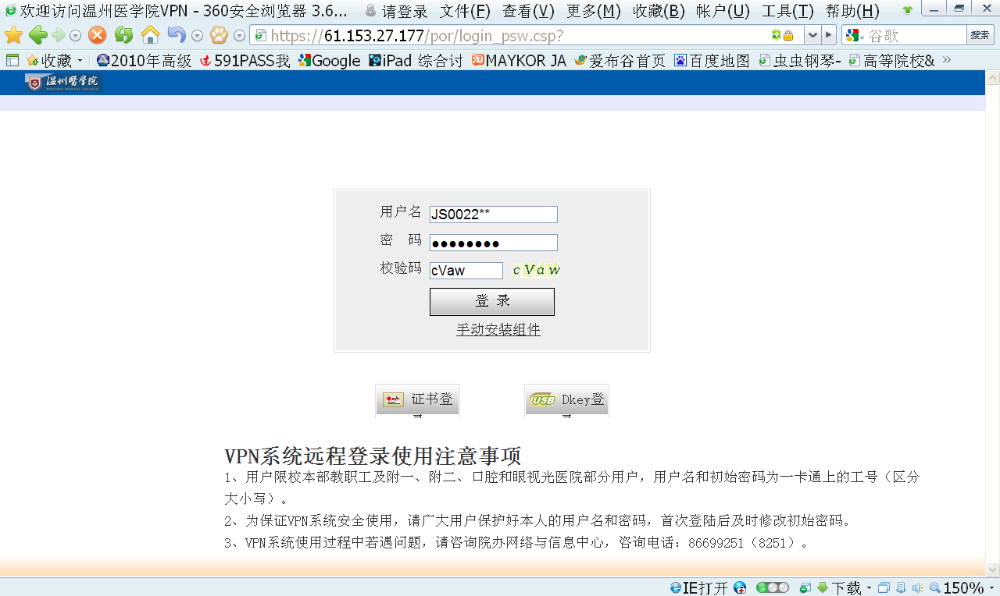 欢迎访问温州医学院VPN - 360安全浏览器 3.6... 请登录 文件(F) 查看(V) 更多(M) 收藏(B) 帐户(U) 工具(T) 帮助(H)
https://61.153.27.177/por/login_psw.csp? 谷歌 搜索
收藏 2010年高级 591PASS我 Google iPad 综合讨 MAYKOR JA 爱布谷首页 百度地图 虫虫钢琴- 高等院校& »
温州医学院
用户名 JS0022**
密 码 ●●●●●●●●
校验码 cVaw cVaw
登 录
手动安装组件
证书登 USB Dkey登
VPN系统远程登录使用注意事项
1、用户限校本部教职工及附一、附二、口腔和眼视光医院部分用户，用户名和初始密码为一卡通上的工号（区分
大小写）。
2、为保证VPN系统安全使用，请广大用户保护好本人的用户名和密码，首次登陆后及时修改初始密码。
3、VPN系统使用过程中若遇问题，请咨询院办网络与信息中心，咨询电话：86699251（8251）。
IE打开 下载 150%